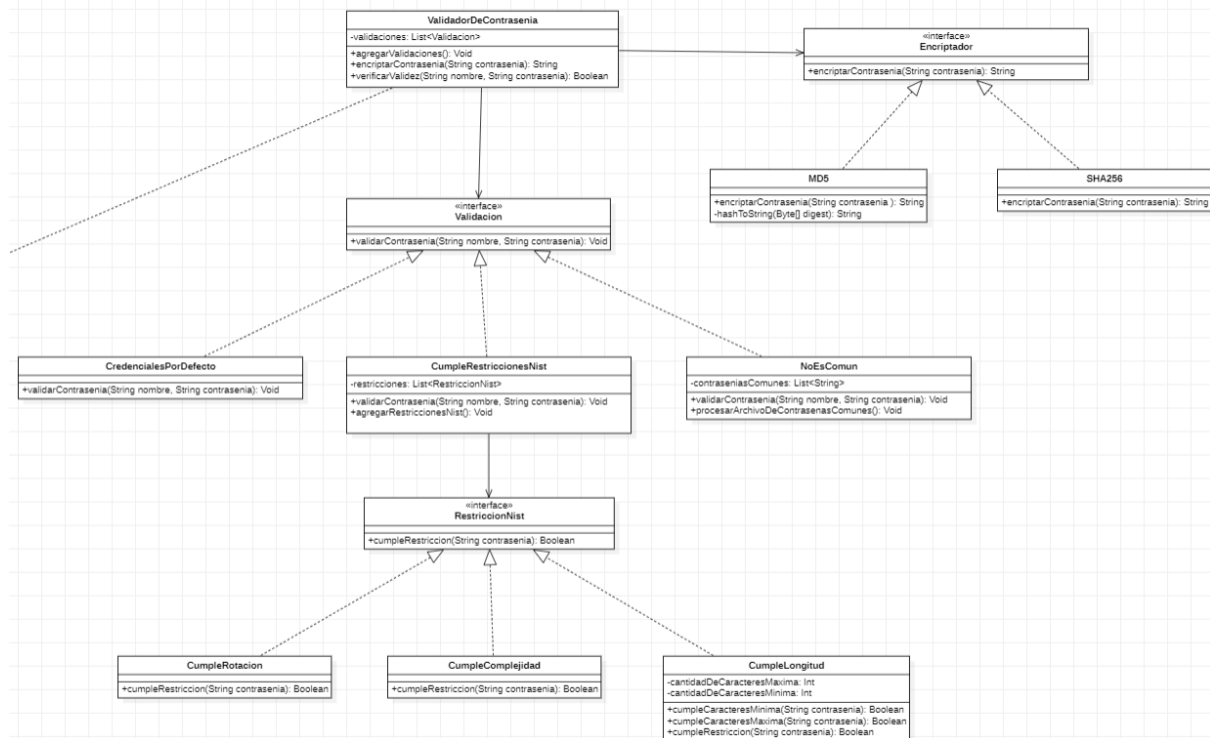 ValidadorDeContrasenia
-validaciones: List<Validacion>
+agregarValidaciones(): Void
+encriptarContrasenia(String contrasenia): String
+verificarValidez(String nombre, String contrasenia): Boolean
«interface»
Encriptador
+encriptarContrasenia(String contrasenia): String
MD5
+encriptarContrasenia(String contrasenia ): String
-hashToString(Byte[] digest): String
SHA256
+encriptarContrasenia(String contrasenia): String
«interface»
Validacion
+validarContrasenia(String nombre, String contrasenia): Void
CredencialesPorDefecto
+validarContrasenia(String nombre, String contrasenia): Void
CumpleRestriccionesNist
-restricciones: List<RestriccionNist>
+validarContrasenia(String nombre, String contrasenia): Void
+agregarRestriccionesNist(): Void
NoEsComun
-contraseniasComunes: List<String>
+validarContrasenia(String nombre, String contrasenia): Void
+procesarArchivoDeContrasenasComunes(): Void
«interface»
RestriccionNist
+cumpleRestriccion(String contrasenia): Boolean
CumpleRotacion
+cumpleRestriccion(String contrasenia): Boolean
CumpleComplejidad
+cumpleRestriccion(String contrasenia): Boolean
CumpleLongitud
-cantidadDeCaracteresMaxima: Int
-cantidadDeCaracteresMinima: Int
+cumpleCaracteresMinima(String contrasenia): Boolean
+cumpleCaracteresMaxima(String contrasenia): Boolean
+cumpleRestriccion(String contrasenia): Boolean